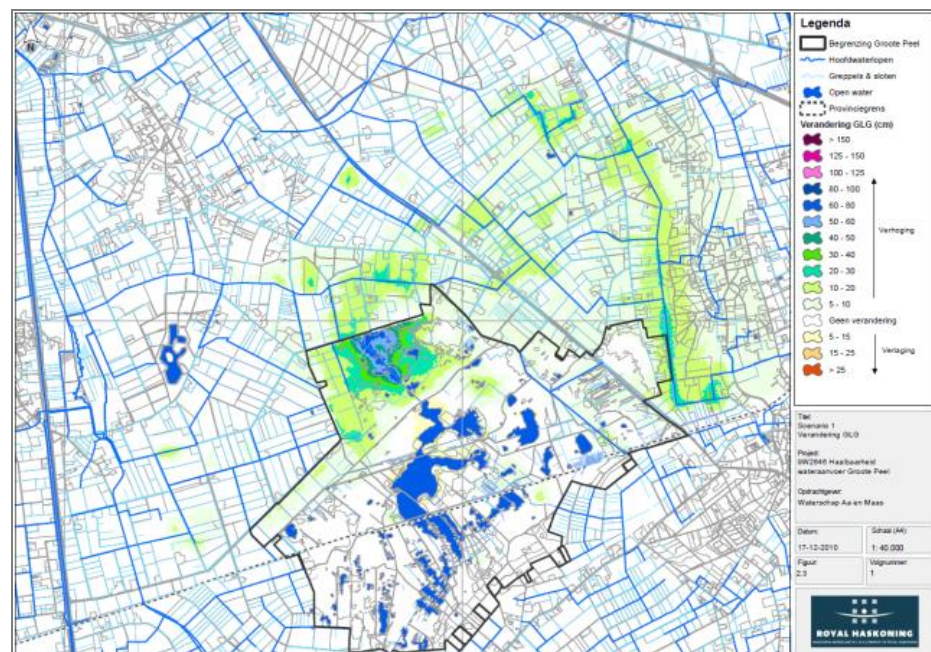 N
Legenda
Begrenzing Groote Peel
Hoofdwaterlopen
Greppels & sloten
Open water
Provinciegrens
Verandering GLG (cm)
> 150
125 - 150
100 - 125
80 - 100
60 - 80
50 - 60
40 - 50
30 - 40
20 - 30
10 - 20
5 - 10
Geen verandering
5 - 15
15 - 25
> 25
Verhoging
Verlaging
Titel:
Scenario 1
Verandering GLG
Projekt:
9W2846 Haalbaarheid
wateraanvoer Groote Peel
Opdrachtgever:
Waterschap Aa en Maas
Datum:
17-12-2010
Schaal (A4):
1: 40.000
Figuur:
2.3
Volgnummer:
1
ROYAL HASKONING